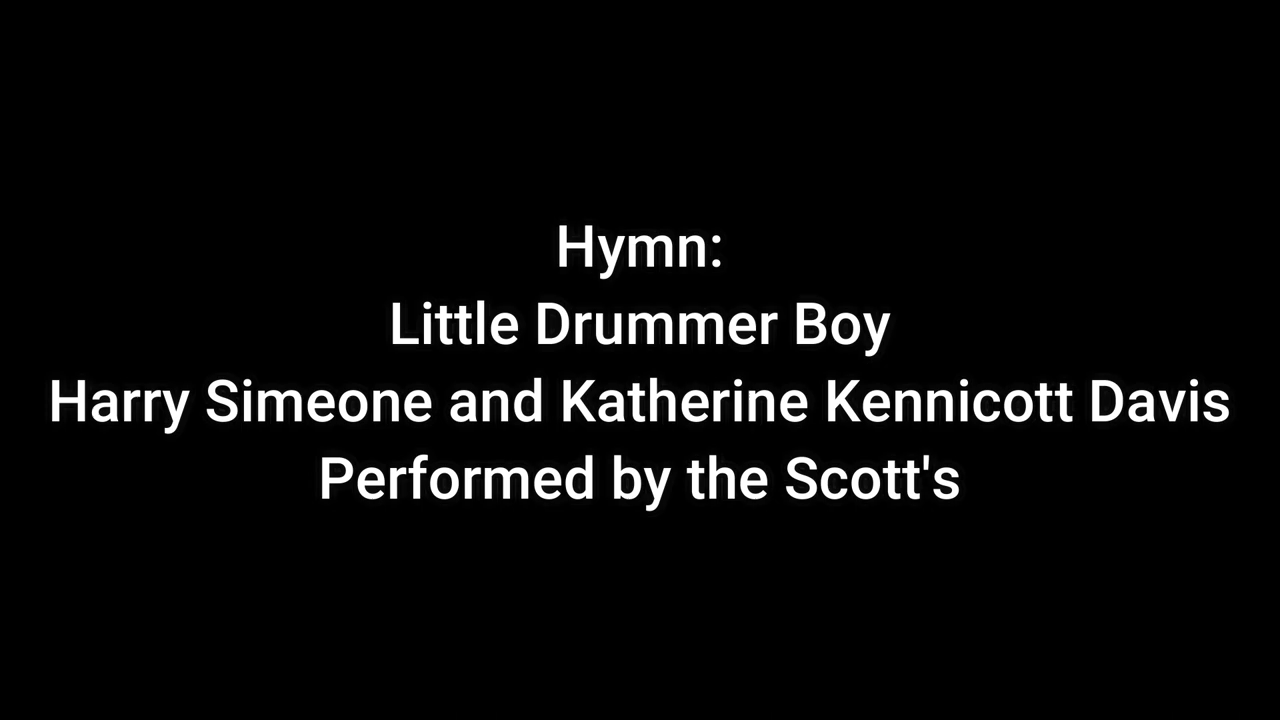 Hymn:
Little Drummer Boy
Harry Simeone and Katherine Kennicott Davis
Performed by the Scott's